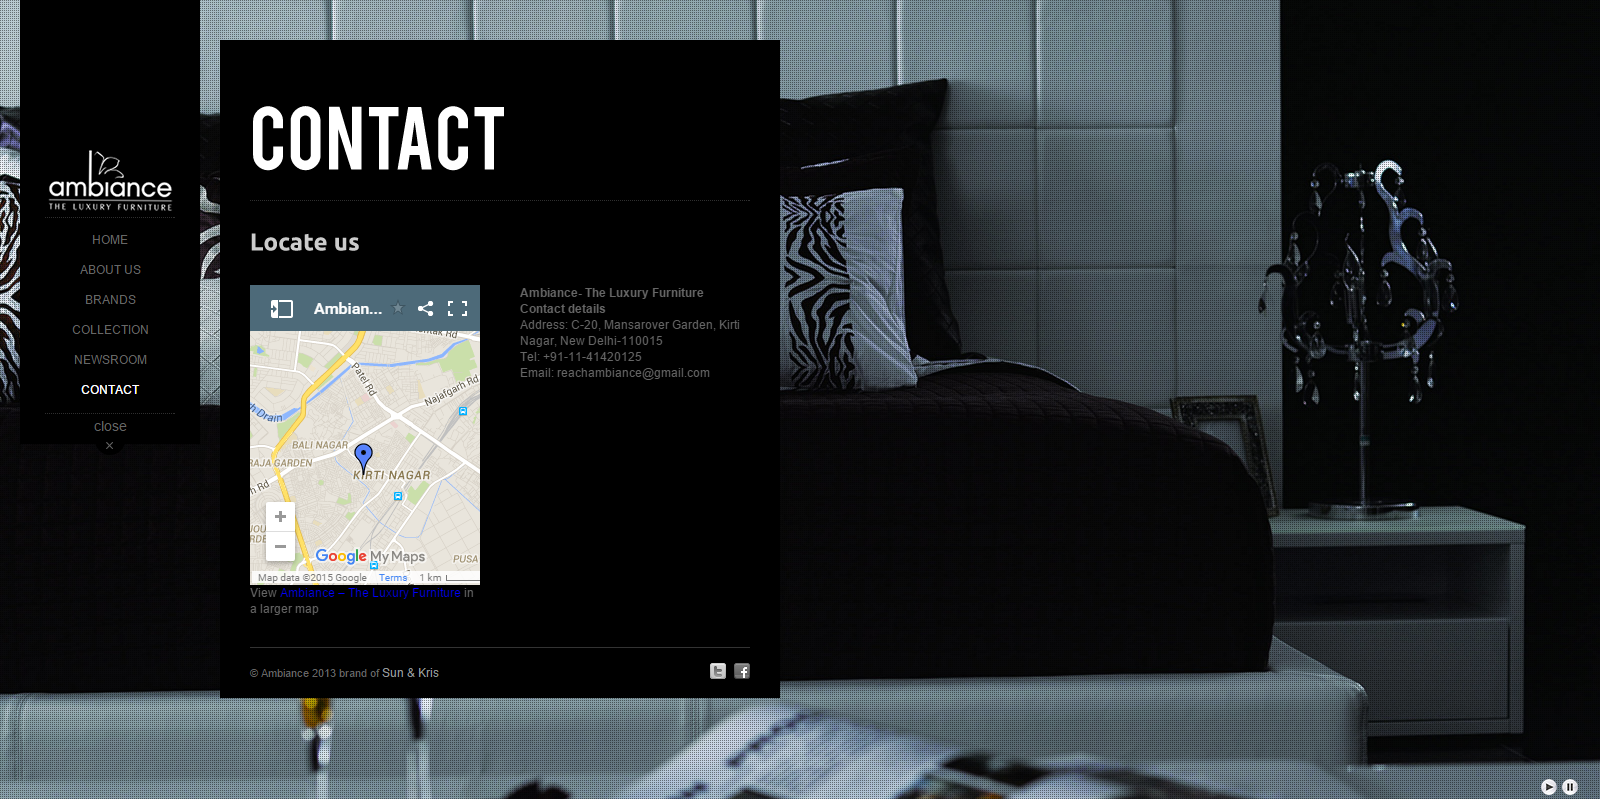 ambiance
THE LUXURY FURNITURE
HOME
ABOUT US
BRANDS
COLLECTION
NEWSROOM
CONTACT
close
×
CONTACT
Locate us
Ambian...
Patel Rd
Najafgarh Rd
h Drain
BALI NAGAR
RAJA GARDEN
KIRTI NAGAR
h Rd
PUSA
+
−
Google My Maps
Map data ©2015 Google Terms 1 km
View Ambiance – The Luxury Furniture in
a larger map
Ambiance- The Luxury Furniture
Contact details
Address: C-20, Mansarover Garden, Kirti
Nagar, New Delhi-110015
Tel: +91-11-41420125
Email: reachambiance@gmail.com
© Ambiance 2013 brand of Sun & Kris